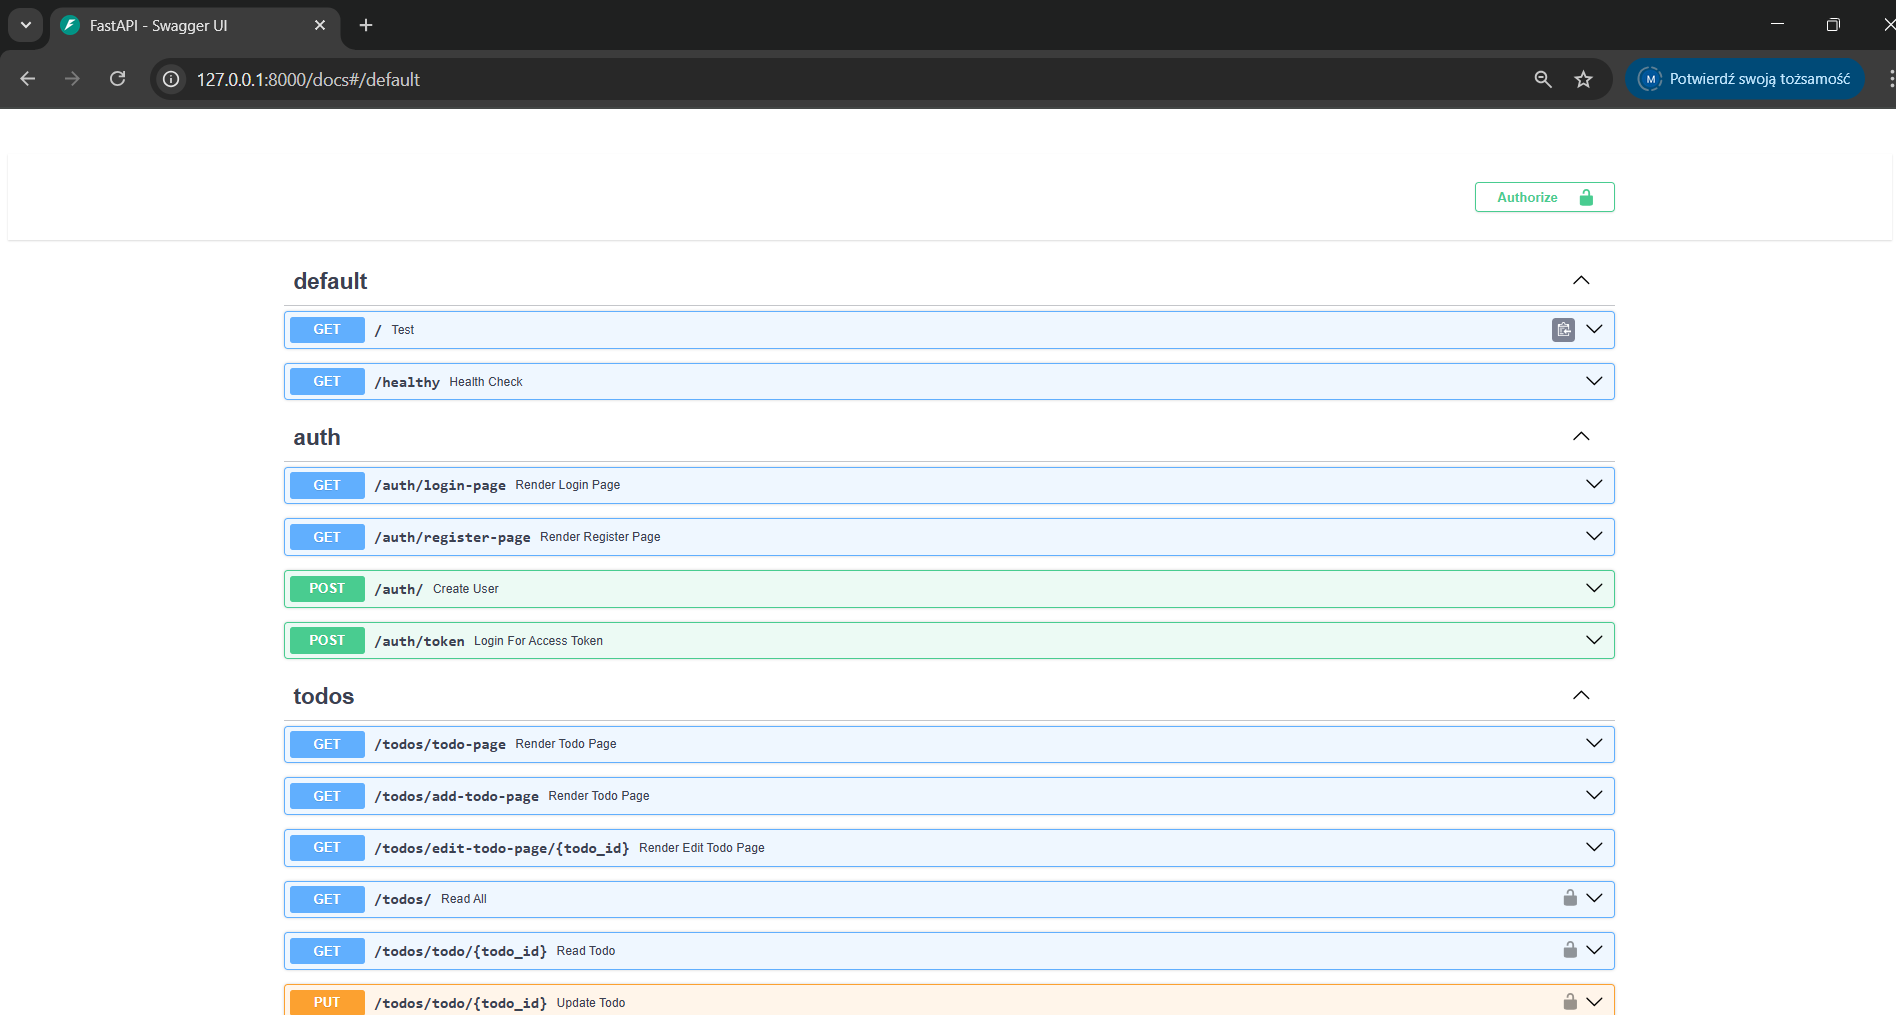 FastAPI - Swagger UI
127.0.0.1:8000/docs#/default
M Potwierdź swoją tożsamość
Authorize
default
GET / Test
GET /healthy Health Check
auth
GET /auth/login-page Render Login Page
GET /auth/register-page Render Register Page
POST /auth/ Create User
POST /auth/token Login For Access Token
todos
GET /todos/todo-page Render Todo Page
GET /todos/add-todo-page Render Todo Page
GET /todos/edit-todo-page/{todo_id} Render Edit Todo Page
GET /todos/ Read All
GET /todos/todo/{todo_id} Read Todo
PUT /todos/todo/{todo_id} Update Todo